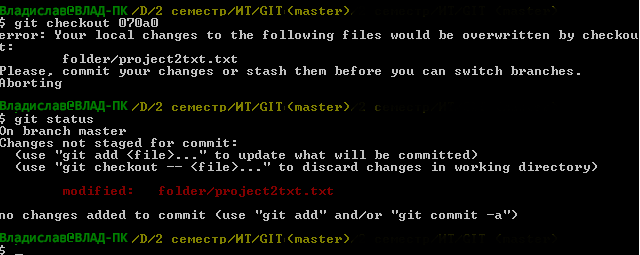 Владислав@ВЛАД-ПК /D/2 семестр/ИТ/GIT (master)
$ git checkout 070a0
error: Your local changes to the following files would be overwritten by checkou
t:
        folder/project2txt.txt
Please, commit your changes or stash them before you can switch branches.
Aborting
Владислав@ВЛАД-ПК /D/2 семестр/ИТ/GIT (master)
$ git status
On branch master
Changes not staged for commit:
  (use "git add <file>..." to update what will be committed)
  (use "git checkout -- <file>..." to discard changes in working directory)
        modified:   folder/project2txt.txt
no changes added to commit (use "git add" and/or "git commit -a")
Владислав@ВЛАД-ПК /D/2 семестр/ИТ/GIT (master)
$ _